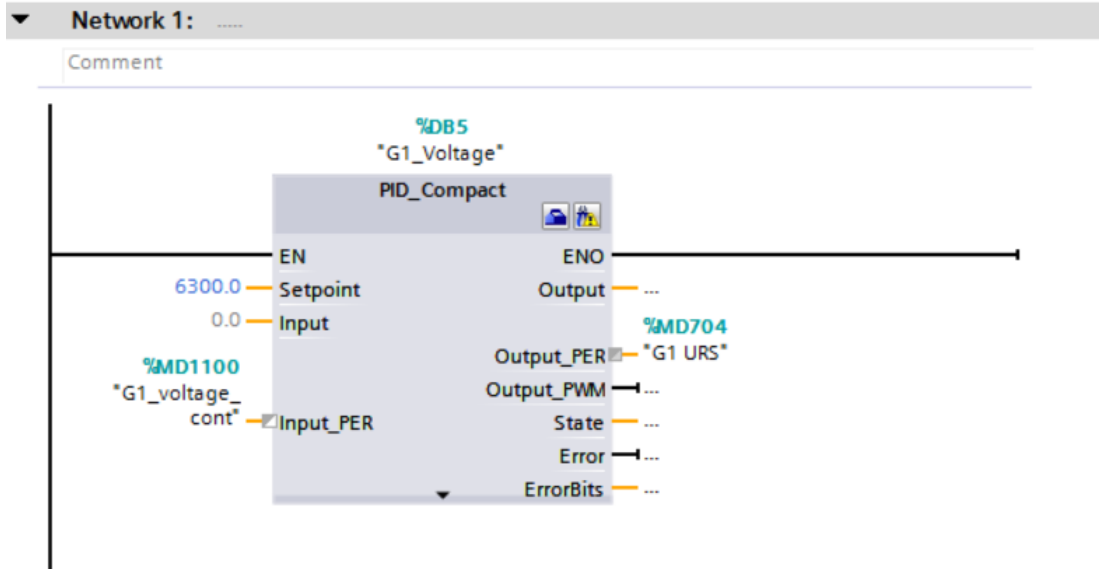 Network 1: .....
Comment
%DB5
"G1_Voltage"
PID_Compact
EN
ENO
6300.0
Setpoint
Output
...
0.0
Input
%MD704
Output_PER
"G1 URS"
%MD1100
"G1_voltage_
cont"
Input_PER
Output_PWM
...
State
...
Error
...
ErrorBits
...